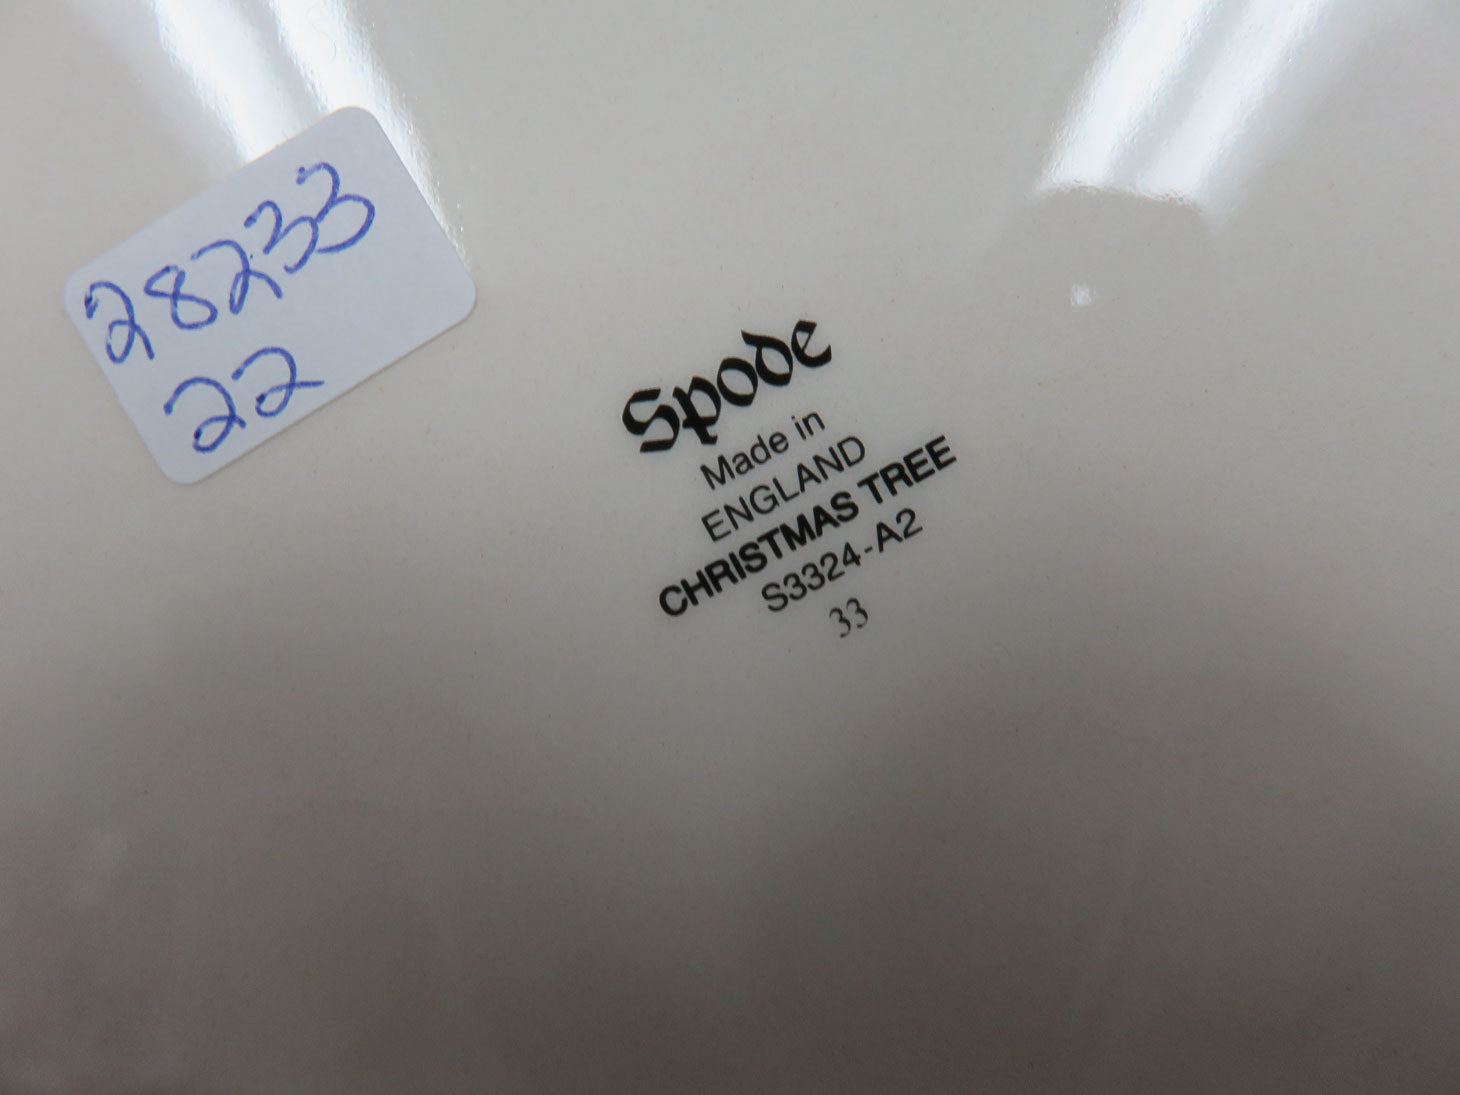 28233
22
Spode
Made in
ENGLAND
CHRISTMAS TREE
S3324-A2
33